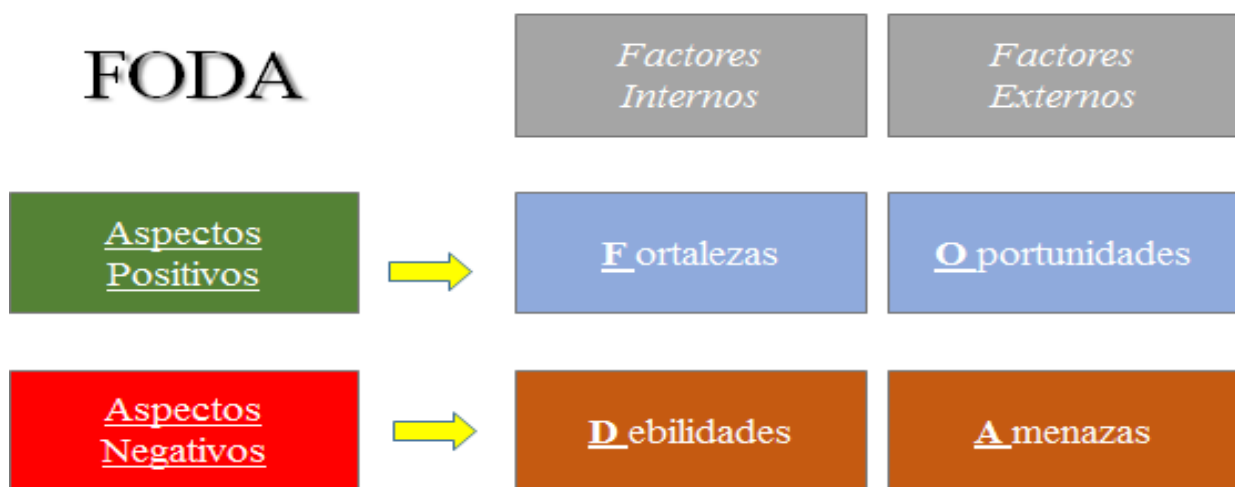 FODA
Factores
Internos
Factores
Externos
Aspectos
Positivos
F ortalezas
O portunidades
Aspectos
Negativos
D ebilidades
A menazas